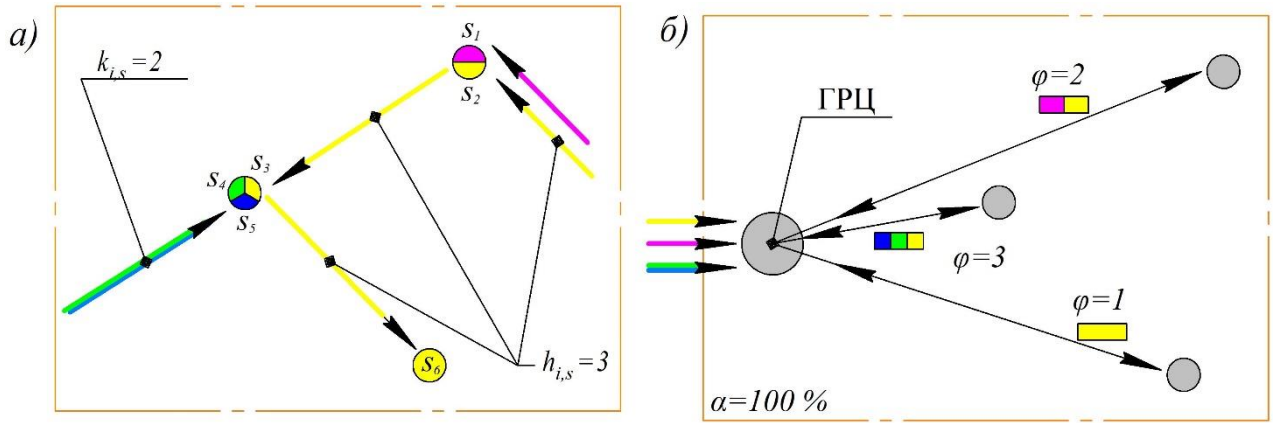 а)
k_{i,s}=2
s_1
s_2
s_3
s_4
s_5
s_6
h_{i,s}=3
б)
ГРЦ
φ=2
φ=3
φ=1
α=100 %